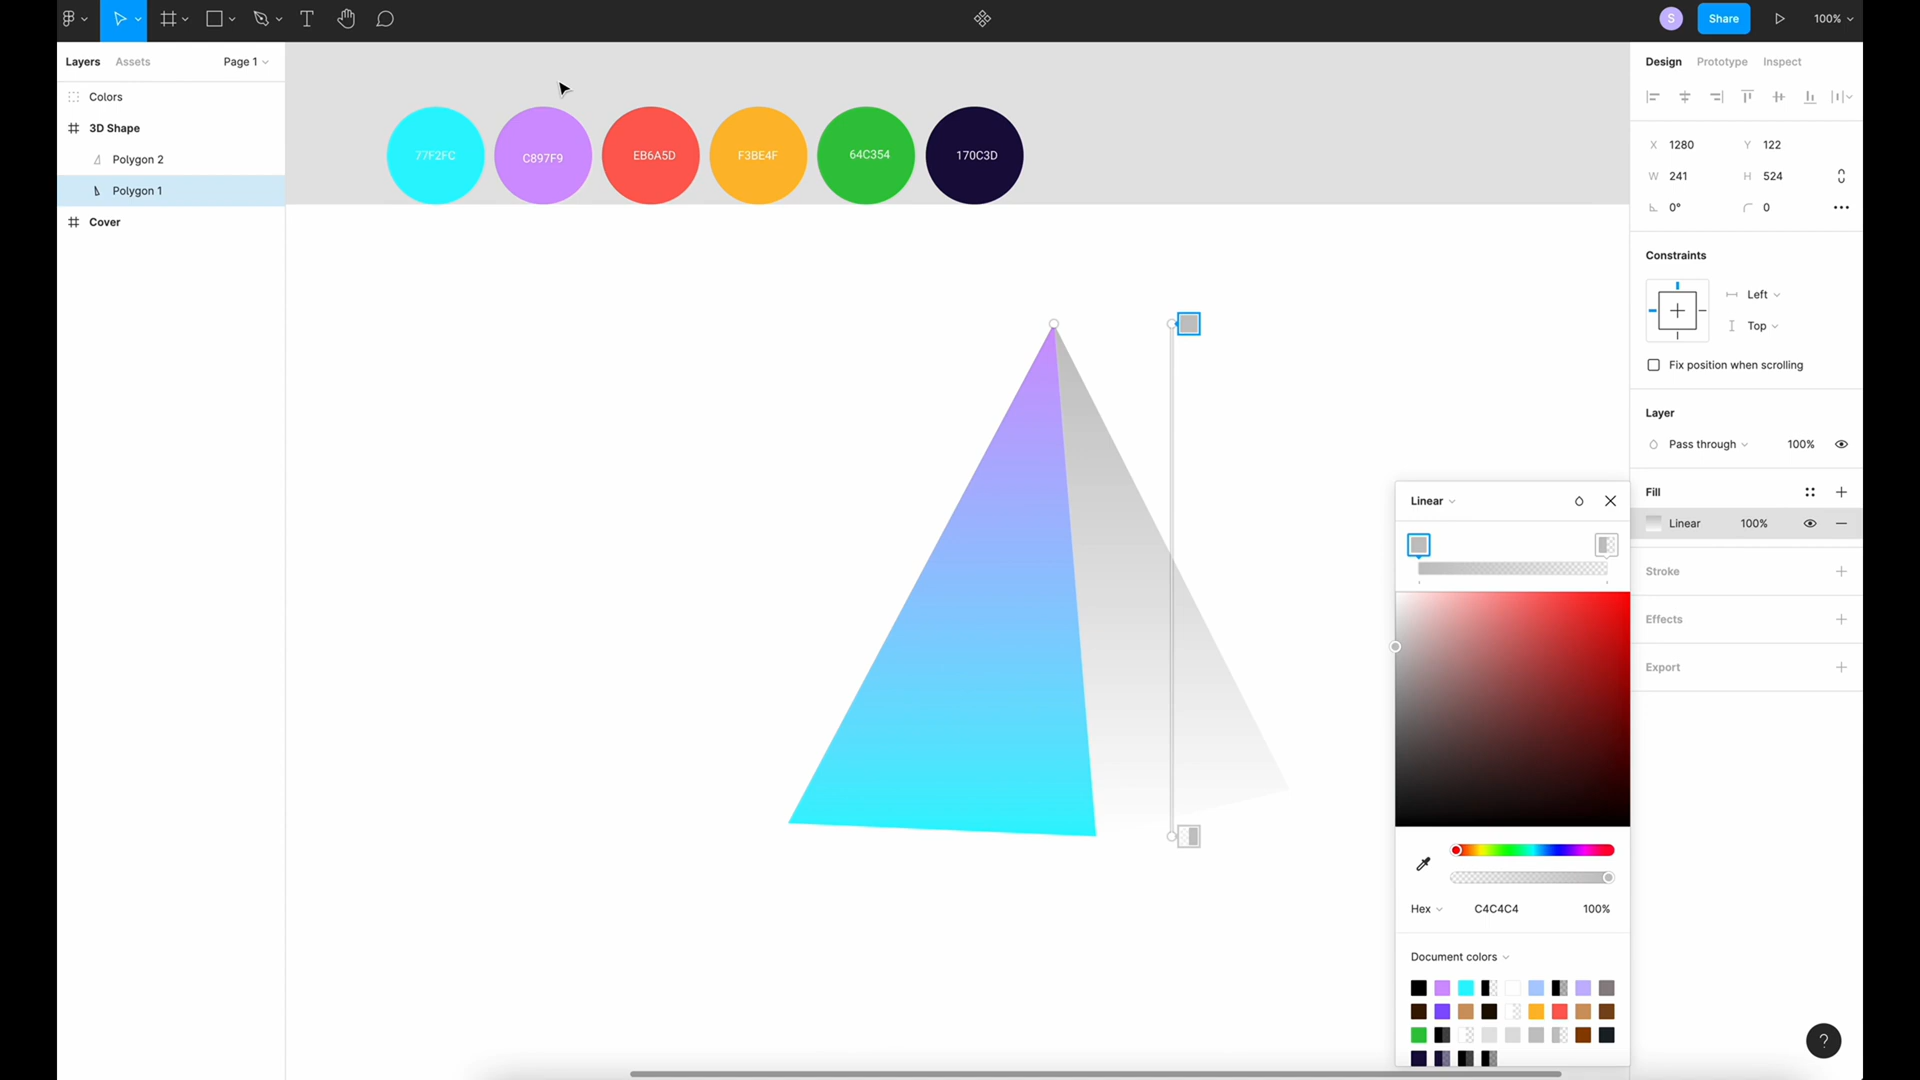 S
Share
100%
Layers
Assets
Page 1
Design
Prototype
Inspect
Colors
3D Shape
Polygon 2
Polygon 1
Cover
77F2FC
C897F9
EB6A5D
F3BE4F
64C354
170C3D
X 1280
Y 122
W 241
H 524
0°
0
Constraints
Left
Top
Fix position when scrolling
Layer
Pass through
100%
Fill
Linear
100%
Stroke
Effects
Export
Linear
Hex
C4C4C4
100%
Document colors
?